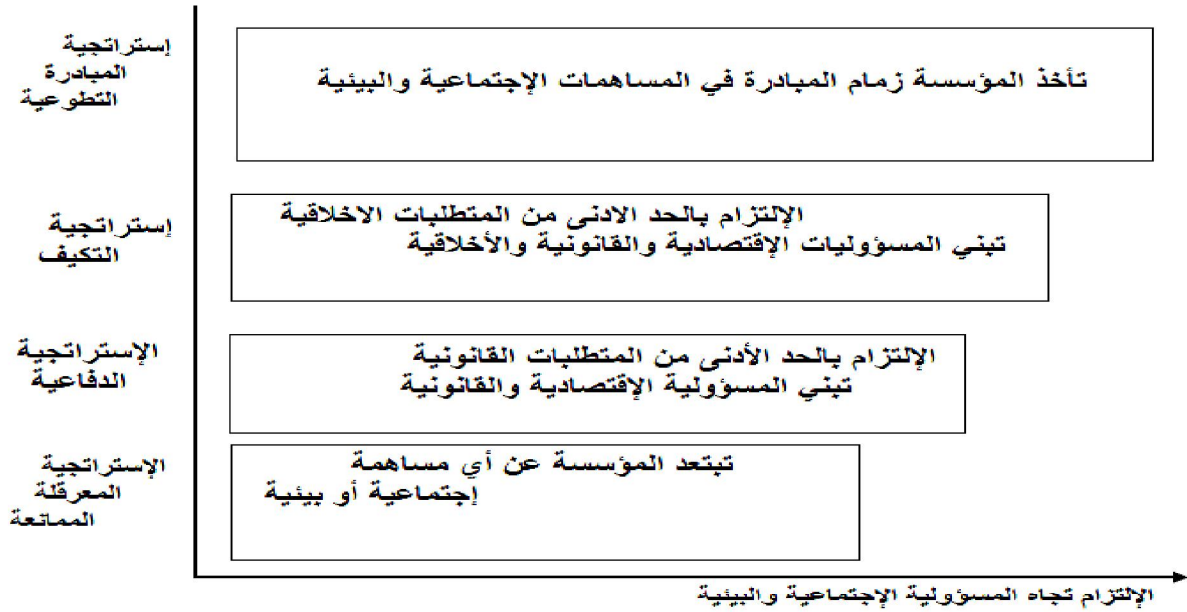 إستراتجية
المبادرة
التطوعية
تأخذ المؤسسة زمام المبادرة في المساهمات الإجتماعية والبيئية
إستراتجية
التكيف
الإلتزام بالحد الادنى من المتطلبات الاخلاقية
تبني المسؤوليات الإقتصادية والقانونية والأخلاقية
الإستراتجية
الدفاعية
الإلتزام بالحد الأدنى من المتطلبات القانونية
تبني المسؤولية الإقتصادية والقانونية
الإستراتجية
المعرقلة
الممانعة
تبتعد المؤسسة عن أي مساهمة
إجتماعية أو بيئية
الإلتزام تجاه المسؤولية الإجتماعية والبيئية